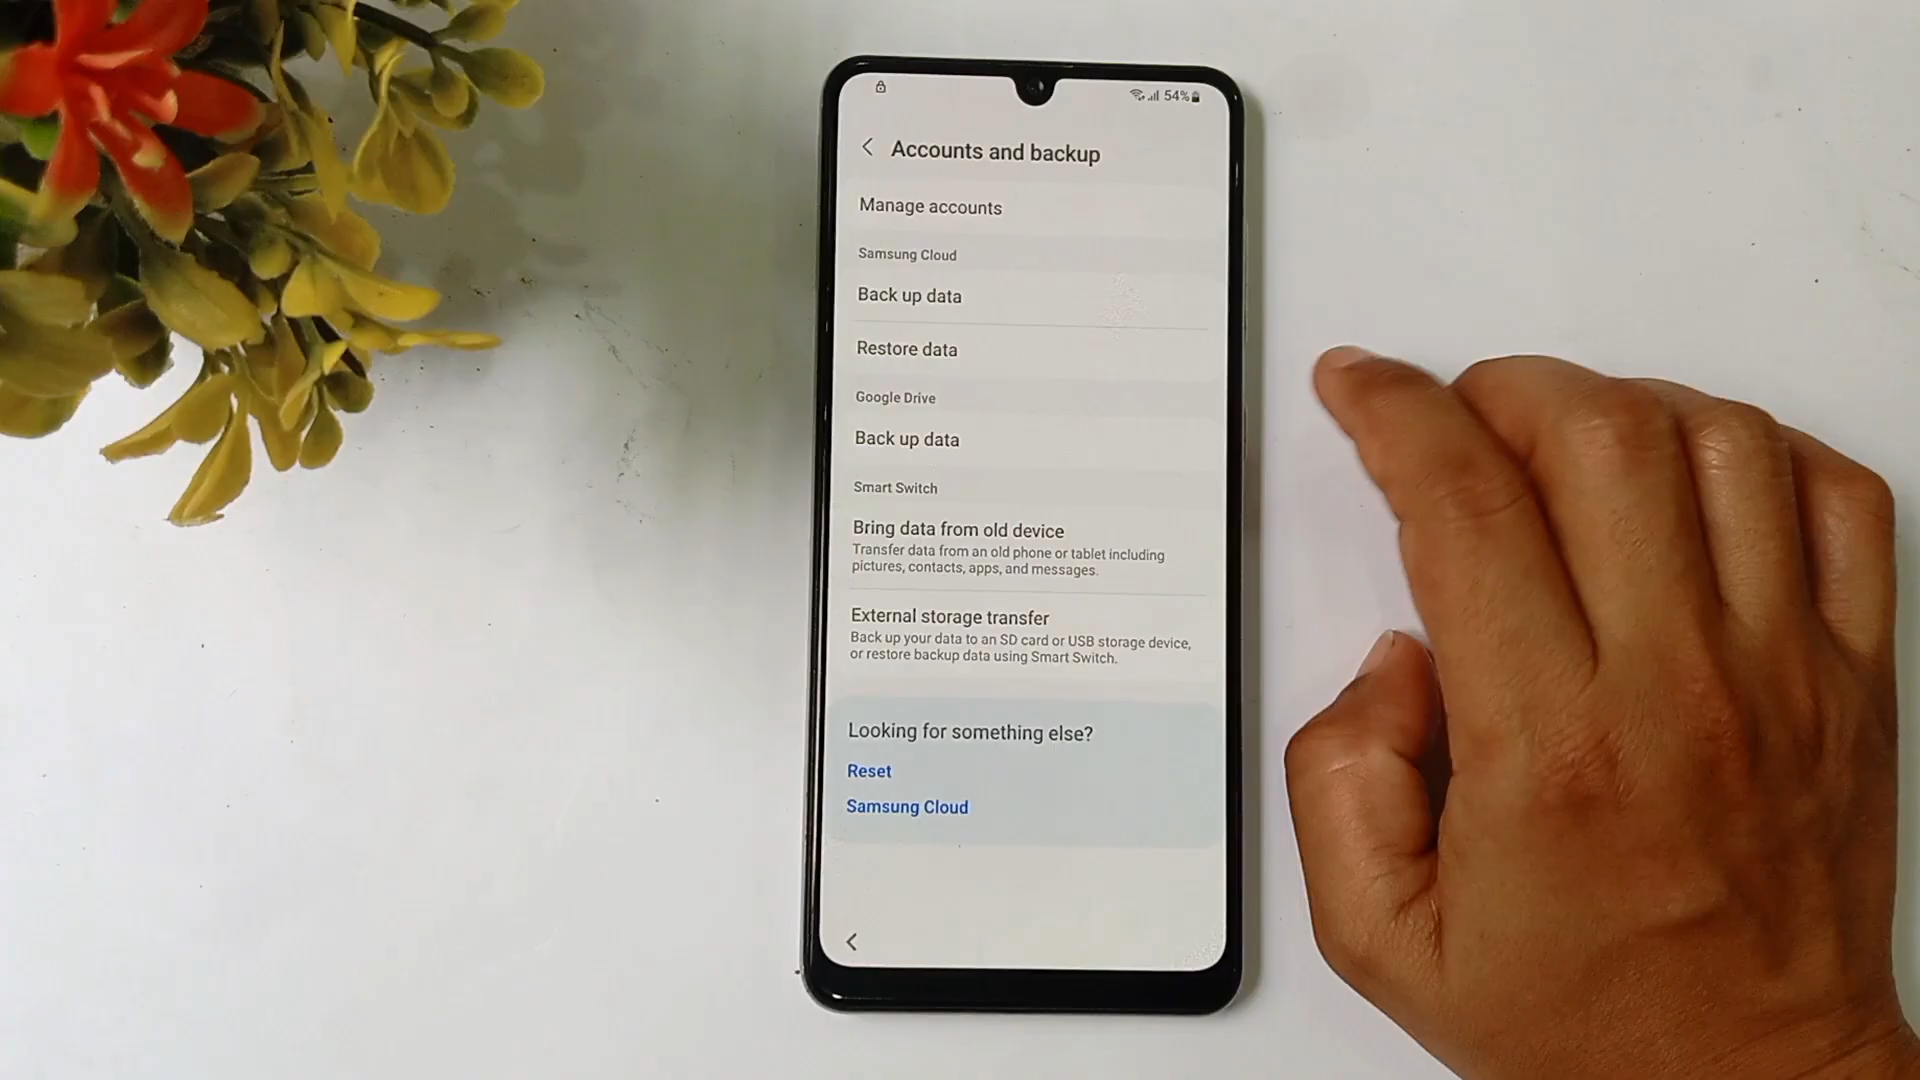 54%
Accounts and backup
Manage accounts
Samsung Cloud
Back up data
Restore data
Google Drive
Back up data
Smart Switch
Bring data from old device
Transfer data from an old phone or tablet including
pictures, contacts, apps, and messages.
External storage transfer
Back up your data to an SD card or USB storage device,
or restore backup data using Smart Switch.
Looking for something else?
Reset
Samsung Cloud